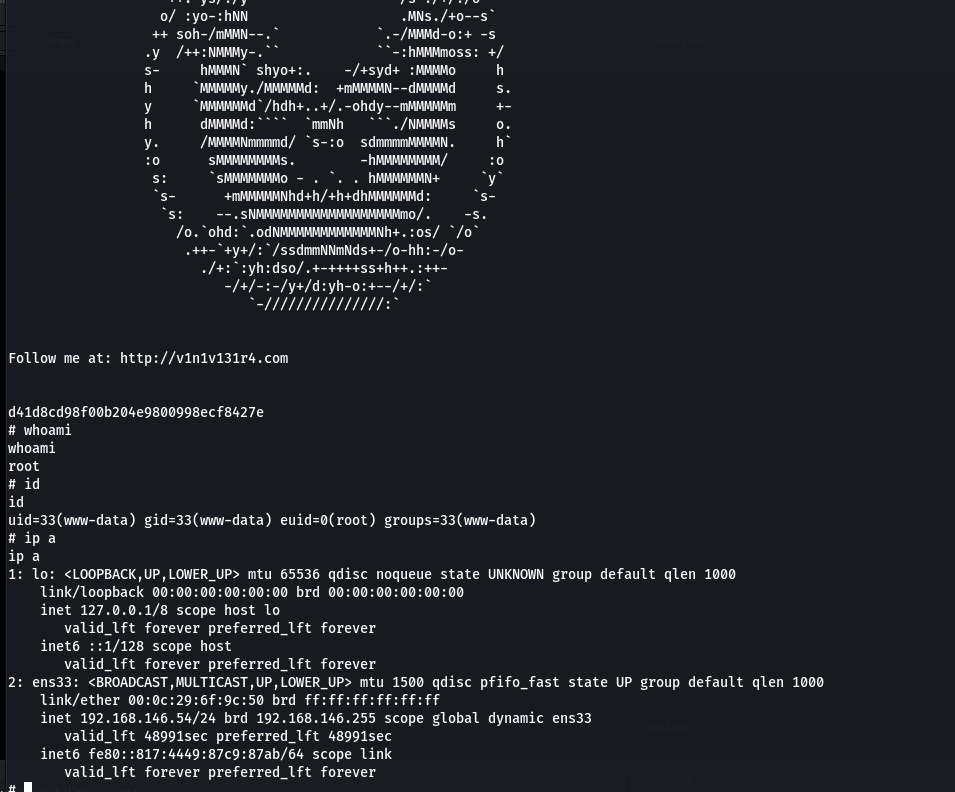 o/ :yo-:hNN                   .MNs./+o--s`
++ soh-/mMMN--.`            `.-/MMMd-o:+ -s
.y  /++:NMMMy-.``            ``-:hMMMmoss: +/
s-     hMMMN` shyo+:.    -/+syd+ :MMMMo     h
h     `MMMMMy./MMMMMd:  +mMMMMN--dMMMMd     s.
y     `MMMMMMd`/hdh+..+/.-ohdy--mMMMMMm     +-
h      dMMMMd:````  `mmNh   ```./NMMMMs     o.
y.     /MMMMNmmmmd/ `s-:o  sdmmmmMMMMN.     h`
:o      sMMMMMMMMs.        -hMMMMMMMM/     :o
s:     `sMMMMMMMo - . `. . hMMMMMMN+     `y`
`s-      +mMMMMMNhd+h/+h+dhMMMMMMd:     `s-
`s:    --.sNMMMMMMMMMMMMMMMMMMmo/.    -s.
/o.`ohd:`.odNMMMMMMMMMMMMNh+.:os/ `/o`
.++-`+y+/:`/ssdmmNNmNds+-/o-hh:-/o-
./+:`:yh:dso/.+-++++ss+h++.:++-
-/+/-:-/y+/d:yh-o:+--/+/:`
`-///////////////:`
Follow me at: http://v1n1v131r4.com
d41d8cd98f00b204e9800998ecf8427e
# whoami
whoami
root
# id
id
uid=33(www-data) gid=33(www-data) euid=0(root) groups=33(www-data)
# ip a
ip a
1: lo: <LOOPBACK,UP,LOWER_UP> mtu 65536 qdisc noqueue state UNKNOWN group default qlen 1000
link/loopback 00:00:00:00:00:00 brd 00:00:00:00:00:00
inet 127.0.0.1/8 scope host lo
valid_lft forever preferred_lft forever
inet6 ::1/128 scope host
valid_lft forever preferred_lft forever
2: ens33: <BROADCAST,MULTICAST,UP,LOWER_UP> mtu 1500 qdisc pfifo_fast state UP group default qlen 1000
link/ether 00:0c:29:6f:9c:50 brd ff:ff:ff:ff:ff:ff
inet 192.168.146.54/24 brd 192.168.146.255 scope global dynamic ens33
valid_lft 48991sec preferred_lft 48991sec
inet6 fe80::817:4449:87c9:87ab/64 scope link
valid_lft forever preferred_lft forever
#